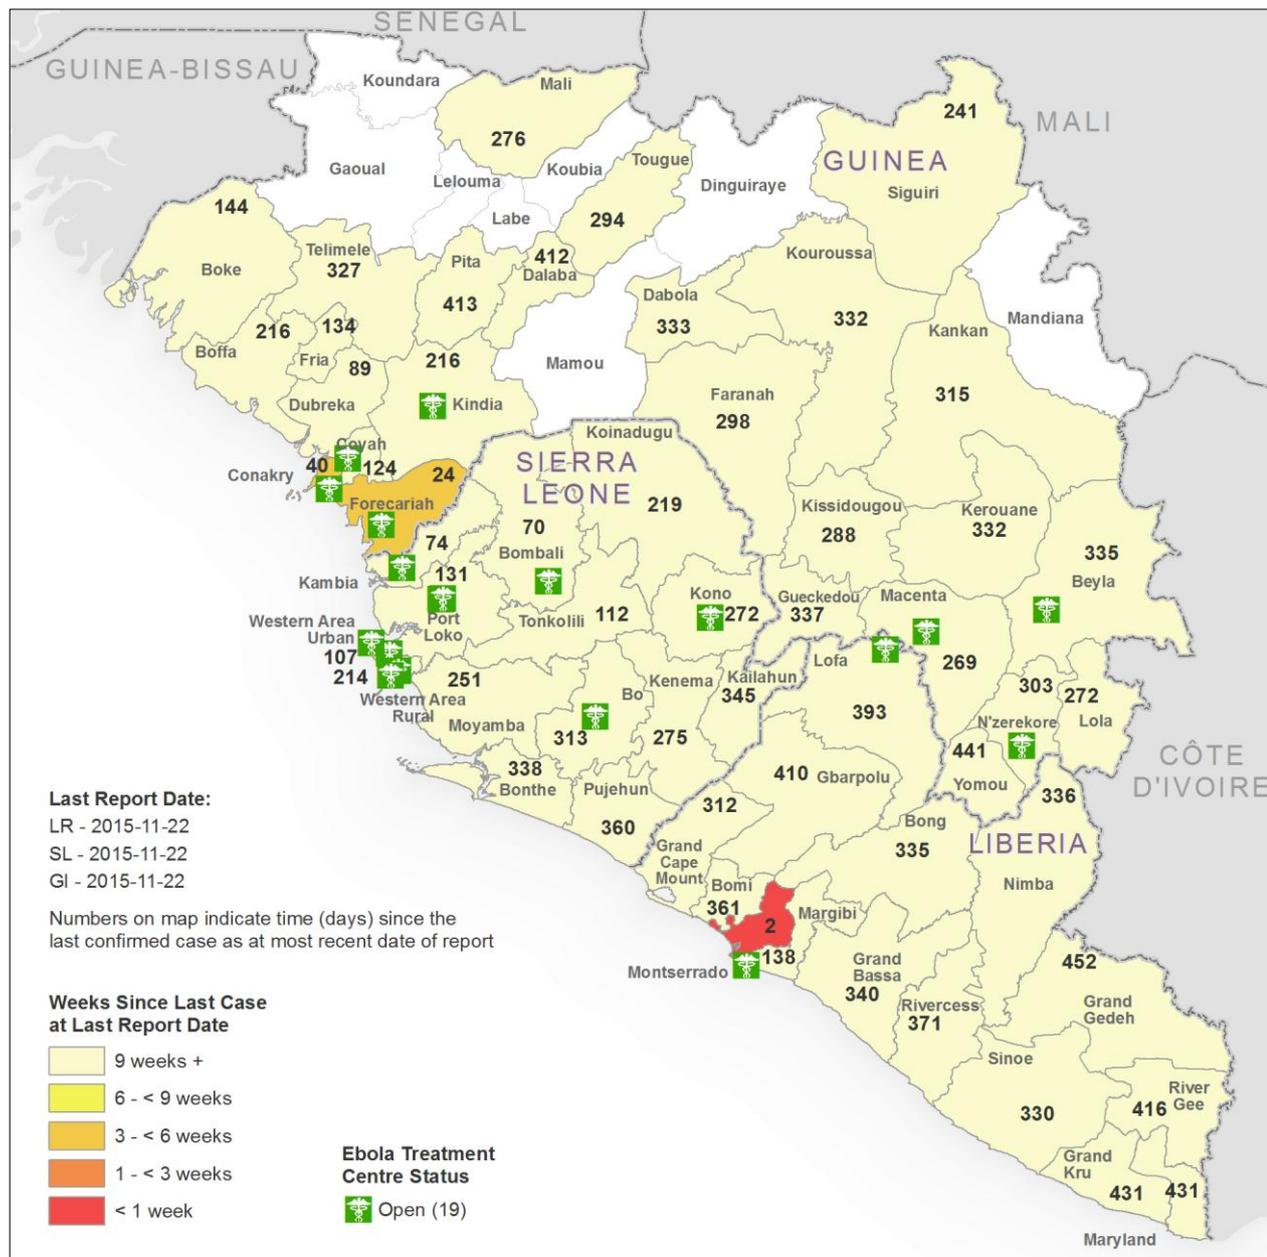 SENEGAL
GUINEA-BISSAU
Koundara
Mali
241
MALI
276
GUINEA
Gaoual
Lelouma
Koubia
Tougue
Dinguiraye
Siguiri
144
Labe
294
Telimele
327
Pita
412
Dalaba
Kouroussa
Boke
413
Dabola
333
332
Mandiana
Kankan
216
134
Boffa
Fria
89
216
Mamou
Faranah
298
315
Dubreka
Kindia
Koinadugu
Coyah
40
124
24
Conakry
SIERRA
LEONE
Forecariah
219
Kissidougou
288
Kerouane
332
70
74
Bombali
335
Beyla
Kambia
131
Port
Loko
Tonkolili
112
Kono
272
Gueckedou
337
Macenta
Western Area
Urban
107
214
Lofa
269
Western Area
Rural
251
Moyamba
Bo
313
Kenema
275
Kailahun
345
393
303
272
N'zerekore
Lola
441
Yomou
CÔTE
D'IVOIRE
338
Bonthe
Pujehun
360
410
Gbarpolu
312
336
Bong
335
LIBERIA
Nimba
Grand
Cape
Mount
Bomi
361
2
Margibi
138
Montserrado
Grand
Bassa
340
Rivercess
371
452
Grand
Gedeh
Sinoe
330
River
Gee
416
Grand
Kru
431
431
Maryland
Last Report Date:
LR - 2015-11-22
SL - 2015-11-22
GI - 2015-11-22
Numbers on map indicate time (days) since the
last confirmed case as at most recent date of report
Weeks Since Last Case
at Last Report Date
9 weeks +
6 - < 9 weeks
3 - < 6 weeks
1 - < 3 weeks
< 1 week
Ebola Treatment
Centre Status
Open (19)